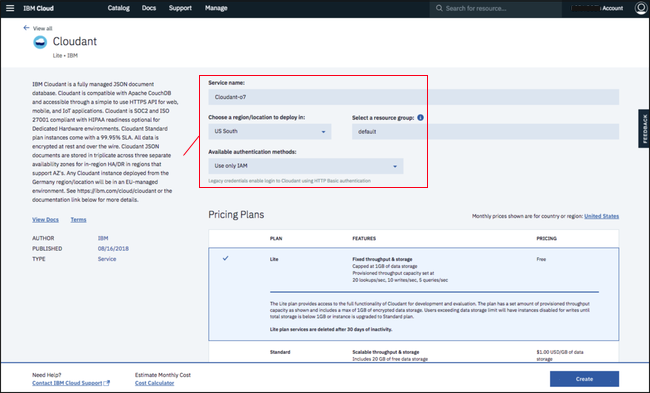 IBM Cloud
Catalog
Docs
Support
Manage
Search for resource...
Account
View all
Cloudant
Lite • IBM
IBM Cloudant is a fully managed JSON document
database. Cloudant is compatible with Apache CouchDB
and accessible through a simple to use HTTPS API for web,
mobile, and IoT applications. Cloudant is SOC2 and ISO
27001 compliant with HIPAA readiness optional for
Dedicated Hardware environments. Cloudant Standard
plan instances come with a 99.95% SLA. All data is
encrypted at rest and over the wire. Cloudant JSON
documents are stored in triplicate across three separate
availability zones for in-region HA/DR in regions that
support AZ's. Any Cloudant instance deployed from the
Germany region/location will be in an EU-managed
environment. See https://ibm.com/cloud/cloudant or the
documentation link below for more details.
View Docs
Terms
AUTHOR IBM
PUBLISHED 08/16/2018
TYPE Service
Service name:
Cloudant-o7
Choose a region/location to deploy in:
US South
Select a resource group:
default
Available authentication methods:
Use only IAM
Legacy credentials enable login to Cloudant using HTTP Basic authentication
FEEDBACK
Pricing Plans
Monthly prices shown are for country or region: United States
PLAN FEATURES PRICING
Lite Fixed throughput & storage Free
Capped at 1GB of data storage
Provisioned throughput capacity set at
20 lookups/sec, 10 writes/sec, 5 queries/sec
The Lite plan provides access to the full functionality of Cloudant for development and evaluation. The plan has a set amount of provisioned throughput
capacity as shown and includes a max of 1GB of encrypted data storage. Users exceeding data storage limit will have instances disabled for writes until
total storage is below 1GB or instance is upgraded to Standard plan.
Lite plan services are deleted after 30 days of inactivity.
Standard Scalable throughput & storage $1.00 USD/GB of data
Includes 20 GB of free data storage storage
Need Help?
Contact IBM Cloud Support
Estimate Monthly Cost
Cost Calculator
Create